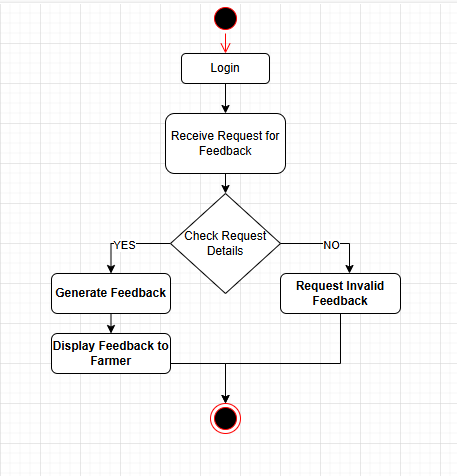 Login
Receive Request for
Feedback
Check Request
Details
YES
NO
Generate Feedback
Request Invalid
Feedback
Display Feedback to
Farmer